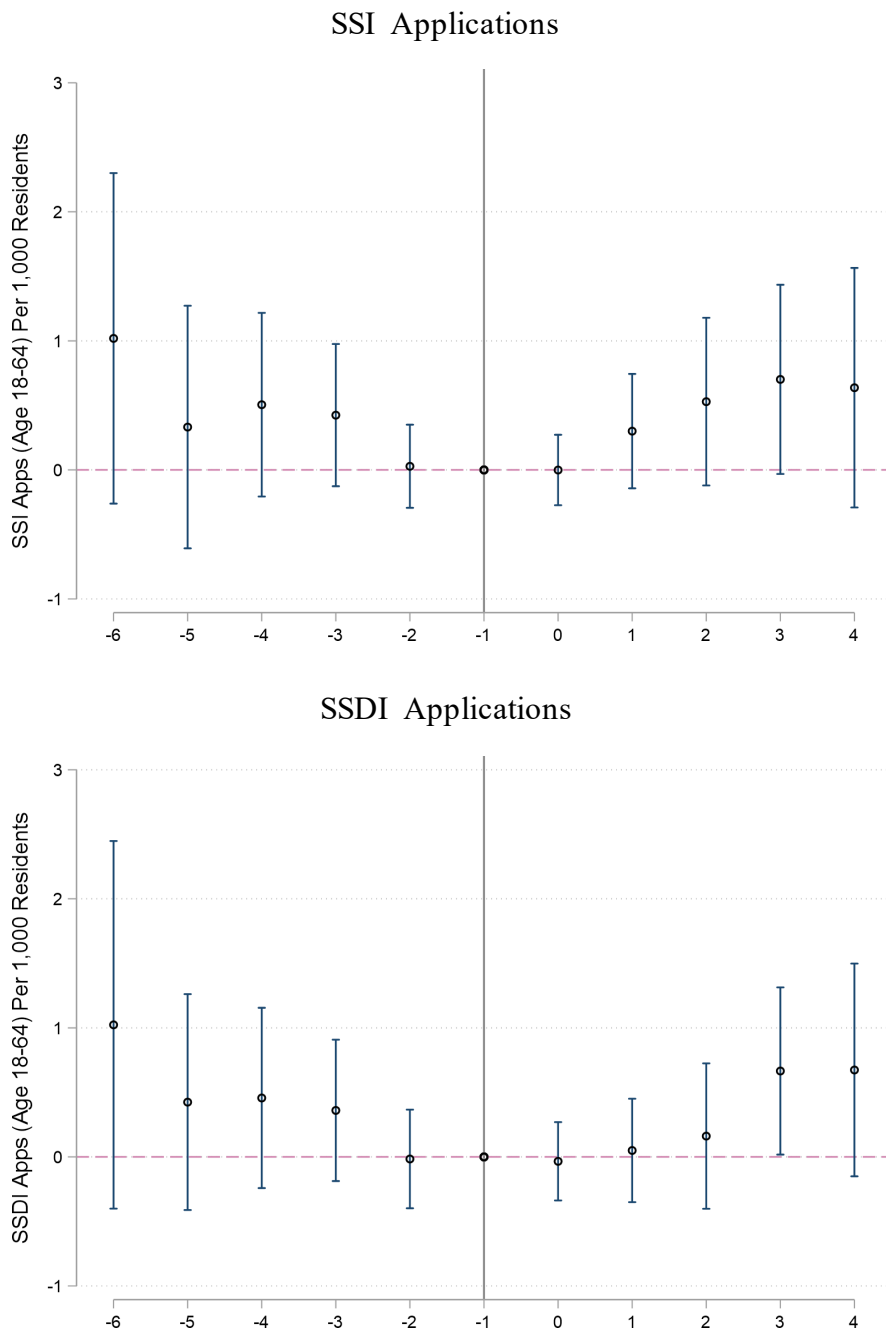 SSI Applications
SSI Apps (Age 18-64) Per 1,000 Residents
3
2
1
0
-1
-6 -5 -4 -3 -2 -1 0 1 2 3 4
SSDI Applications
SSDI Apps (Age 18-64) Per 1,000 Residents
3
2
1
0
-1
-6 -5 -4 -3 -2 -1 0 1 2 3 4